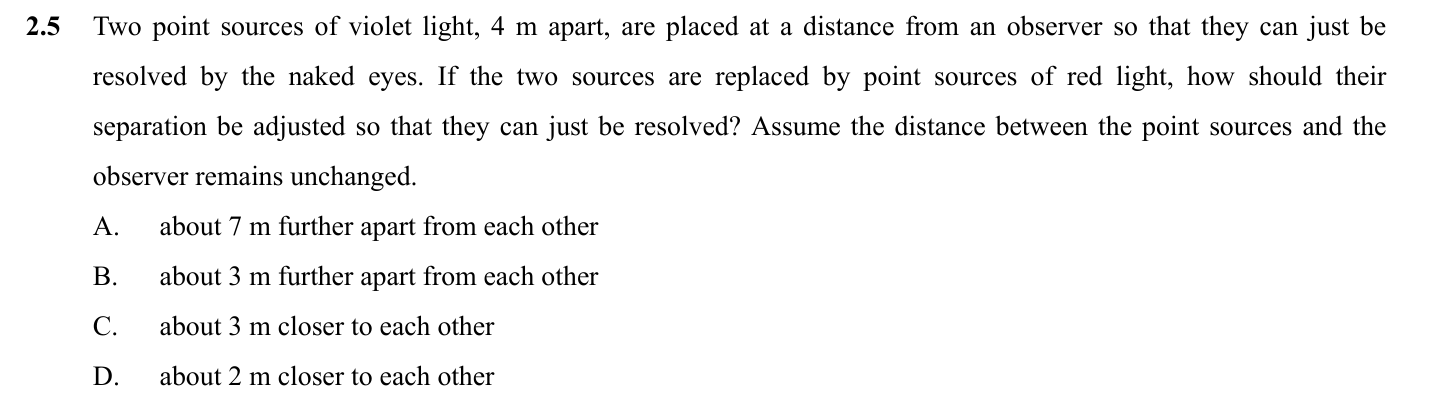 2.5 Two point sources of violet light, 4 m apart, are placed at a distance from an observer so that they can just be
resolved by the naked eyes. If the two sources are replaced by point sources of red light, how should their
separation be adjusted so that they can just be resolved? Assume the distance between the point sources and the
observer remains unchanged.
A. about 7 m further apart from each other
B. about 3 m further apart from each other
C. about 3 m closer to each other
D. about 2 m closer to each other